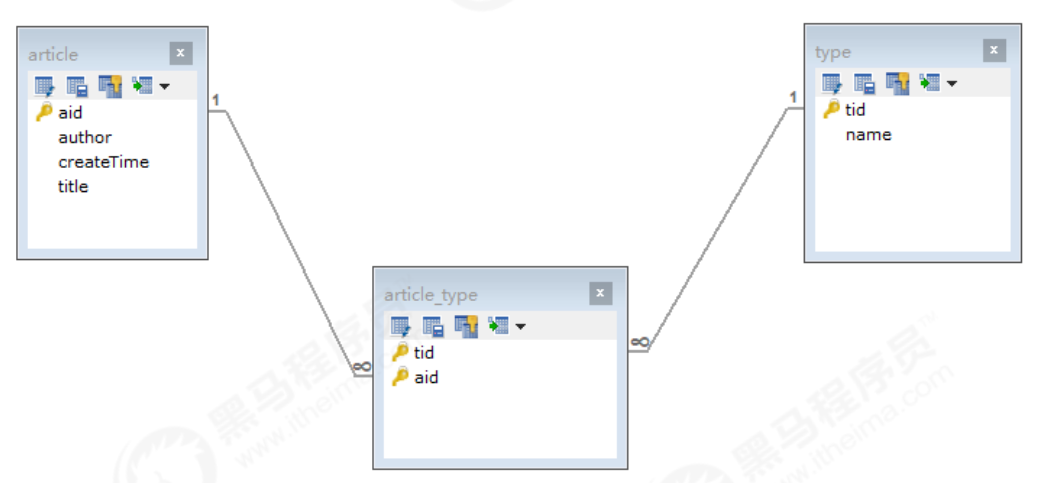 article
x
aid
author
createTime
title
1
type
x
tid
name
1
article_type
x
tid
aid
∞
∞
黑马程序员
www.itheima.com
黑马程序员
www.itheima.com